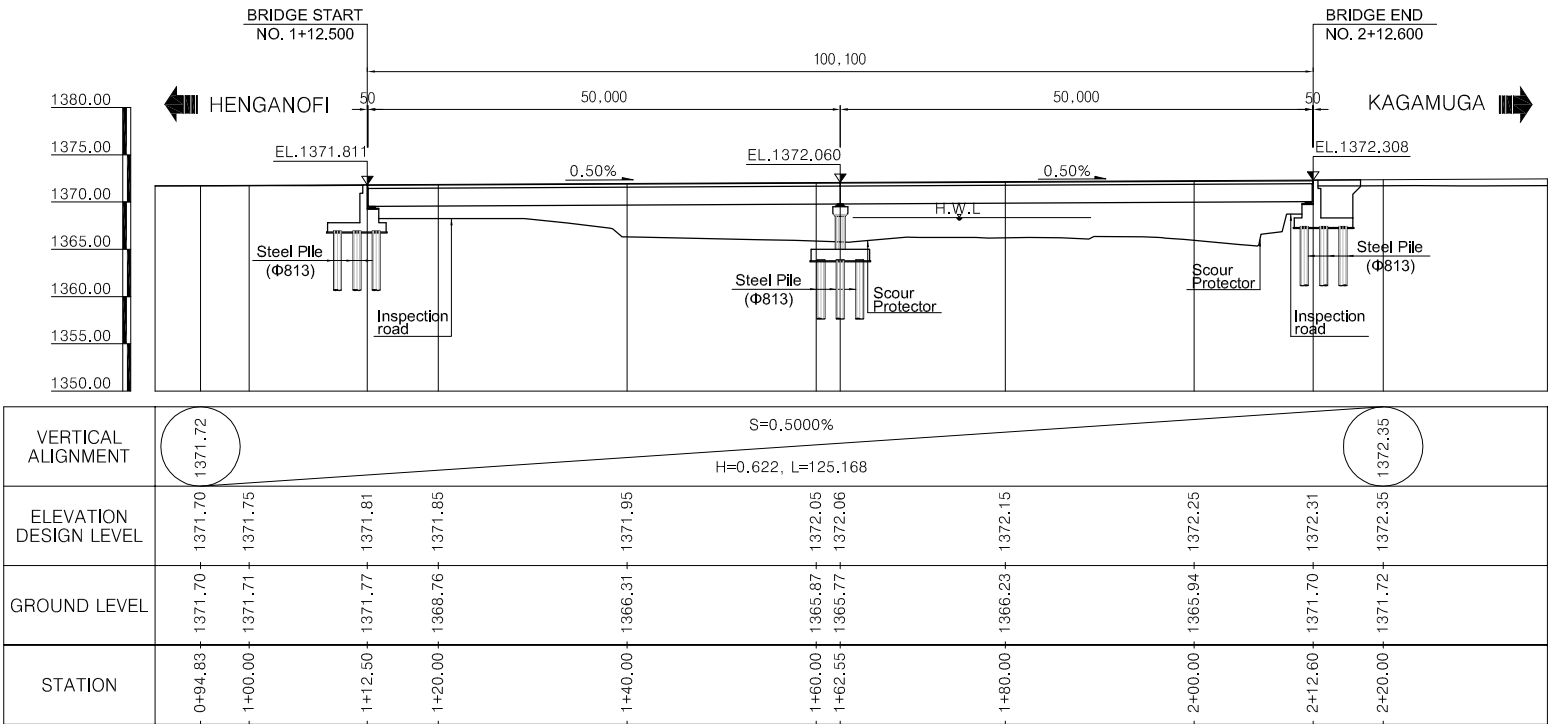 BRIDGE START
NO. 1+12.500
BRIDGE END
NO. 2+12.600
100,100
50
50,000
50,000
50
HENGANOFI
KAGAMUGA
1380.00
1375.00
1370.00
1365.00
1360.00
1355.00
1350.00
EL.1371.811
EL.1372.060
EL.1372.308
0.50%
0.50%
H.W.L
Steel Pile
(Φ813)
Inspection
road
Steel Pile
(Φ813)
Scour
Protector
Scour
Protector
Steel Pile
(Φ813)
Inspection
road
VERTICAL
ALIGNMENT
1371.72
S=0.5000%
H=0.622, L=125.168
1372.35
ELEVATION
DESIGN LEVEL
1371.70
1371.75
1371.81
1371.85
1371.95
1372.05
1372.06
1372.15
1372.25
1372.31
1372.35
GROUND LEVEL
1371.70
1371.71
1371.77
1368.76
1366.31
1365.87
1365.77
1366.23
1365.94
1371.70
1371.72
STATION
0+94.83
1+00.00
1+12.50
1+20.00
1+40.00
1+60.00
1+62.55
1+80.00
2+00.00
2+12.60
2+20.00